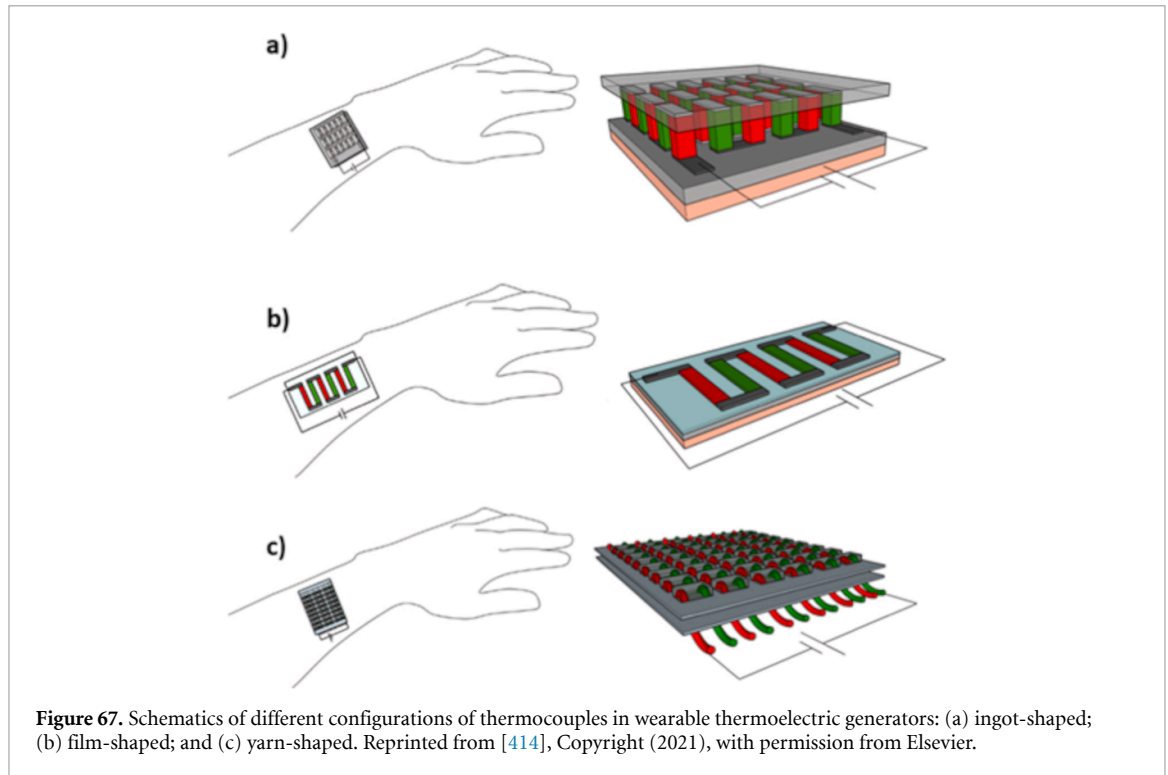 a)
b)
c)
Figure 67. Schematics of different configurations of thermocouples in wearable thermoelectric generators: (a) ingot-shaped;
(b) film-shaped; and (c) yarn-shaped. Reprinted from [414], Copyright (2021), with permission from Elsevier.